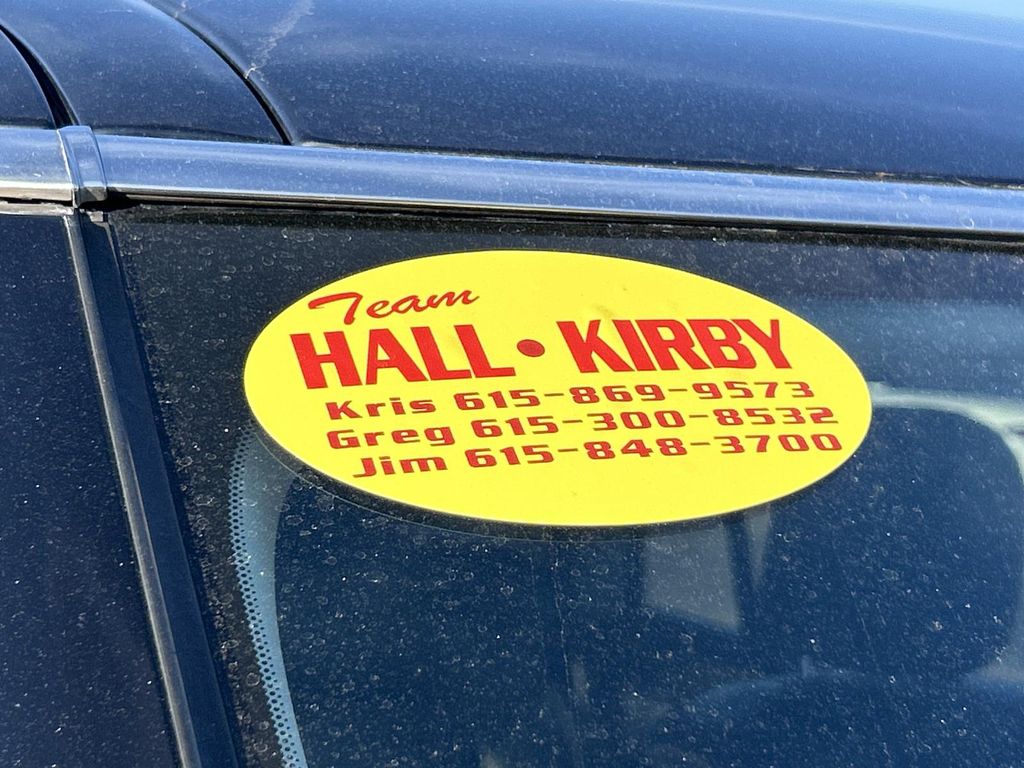 Team
HALL • KIRBY
Kris 615-869-9573
Greg 615-300-8532
Jim 615-848-3700